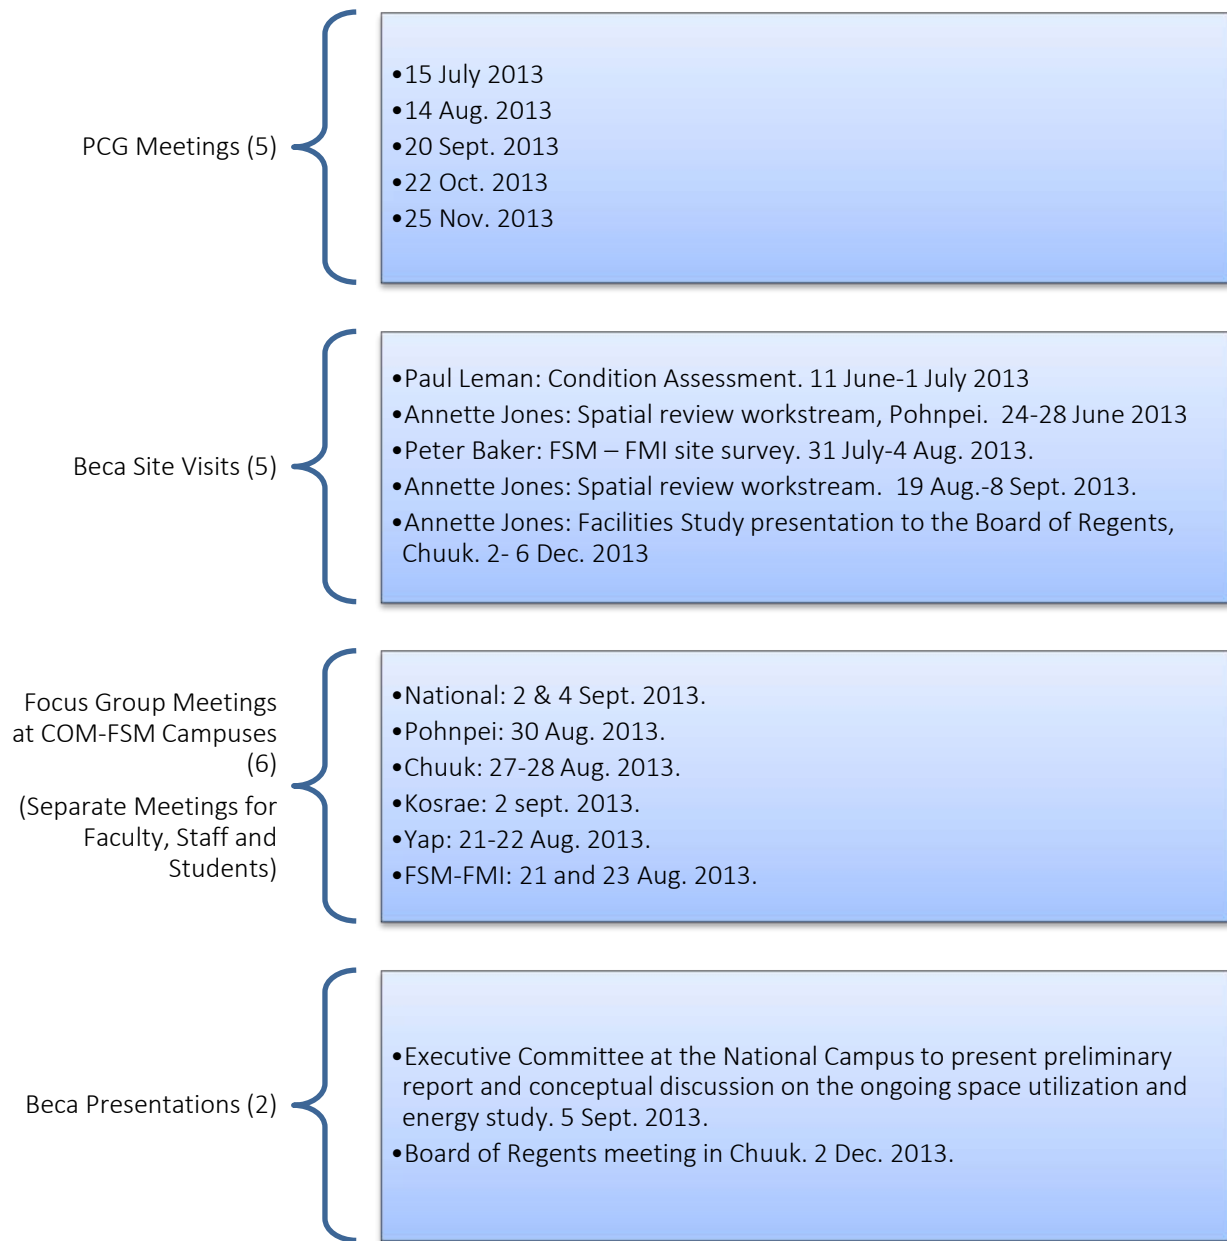 PCG Meetings (5)
•15 July 2013
•14 Aug. 2013
•20 Sept. 2013
•22 Oct. 2013
•25 Nov. 2013
Beca Site Visits (5)
•Paul Leman: Condition Assessment. 11 June-1 July 2013
•Annette Jones: Spatial review workstream, Pohnpei.  24-28 June 2013
•Peter Baker: FSM – FMI site survey. 31 July-4 Aug. 2013.
•Annette Jones: Spatial review workstream.  19 Aug.-8 Sept. 2013.
•Annette Jones: Facilities Study presentation to the Board of Regents,
Chuuk. 2- 6 Dec. 2013
Focus Group Meetings
at COM-FSM Campuses
(6)
(Separate Meetings for
Faculty, Staff and
Students)
•National: 2 & 4 Sept. 2013.
•Pohnpei: 30 Aug. 2013.
•Chuuk: 27-28 Aug. 2013.
•Kosrae: 2 sept. 2013.
•Yap: 21-22 Aug. 2013.
•FSM-FMI: 21 and 23 Aug. 2013.
Beca Presentations (2)
•Executive Committee at the National Campus to present preliminary
report and conceptual discussion on the ongoing space utilization and
energy study. 5 Sept. 2013.
•Board of Regents meeting in Chuuk. 2 Dec. 2013.